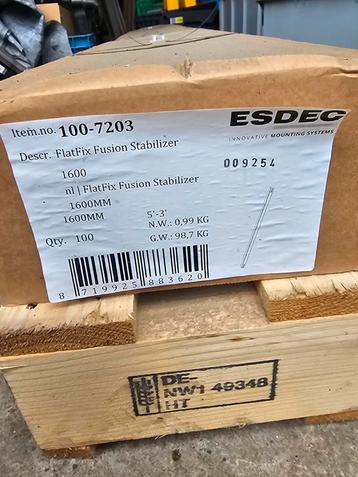 Item.no. 100-7203
ESDEC
INNOVATIVE MOUNTING SYSTEMS
Descr. FlatFix Fusion Stabilizer
1600
009254
nl | FlatFix Fusion Stabilizer
1600MM
1600MM 5'-3'
N.W.: 0,99 KG
Qty. 100 G.W.: 98,7 KG
8 719925 883620
DE-
NW1 49348
HT